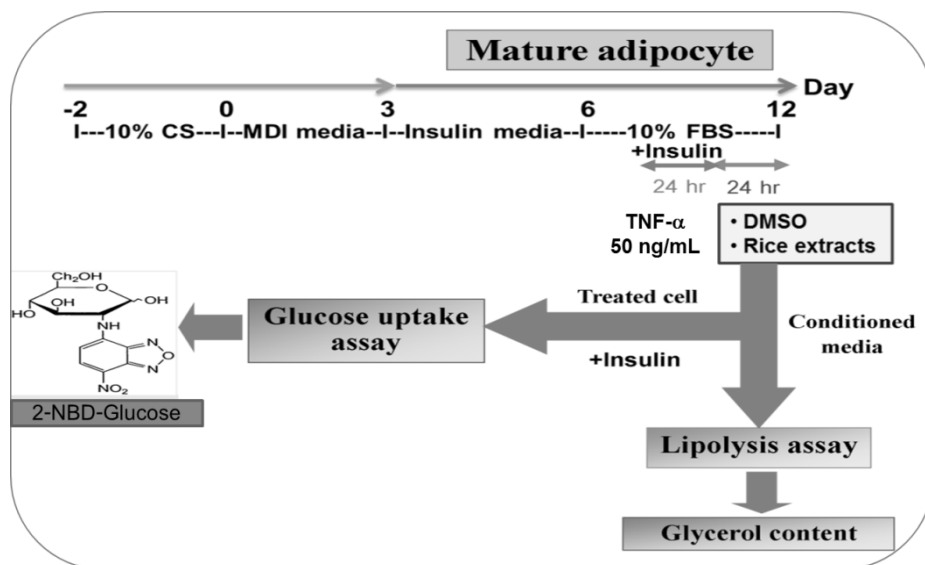 Mature adipocyte
Day
-2 0 3 6 12
I---10% CS---I--MDI media--I--Insulin media--I-----10% FBS-----I
+Insulin
24 hr 24 hr
TNF-α
50 ng/mL
• DMSO
• Rice extracts
Treated cell
+Insulin
Conditioned
media
Glucose uptake
assay
Ch₂OH
O
OH
OH
HO
NH
N
O
N
NO₂
2-NBD-Glucose
Lipolysis assay
Glycerol content